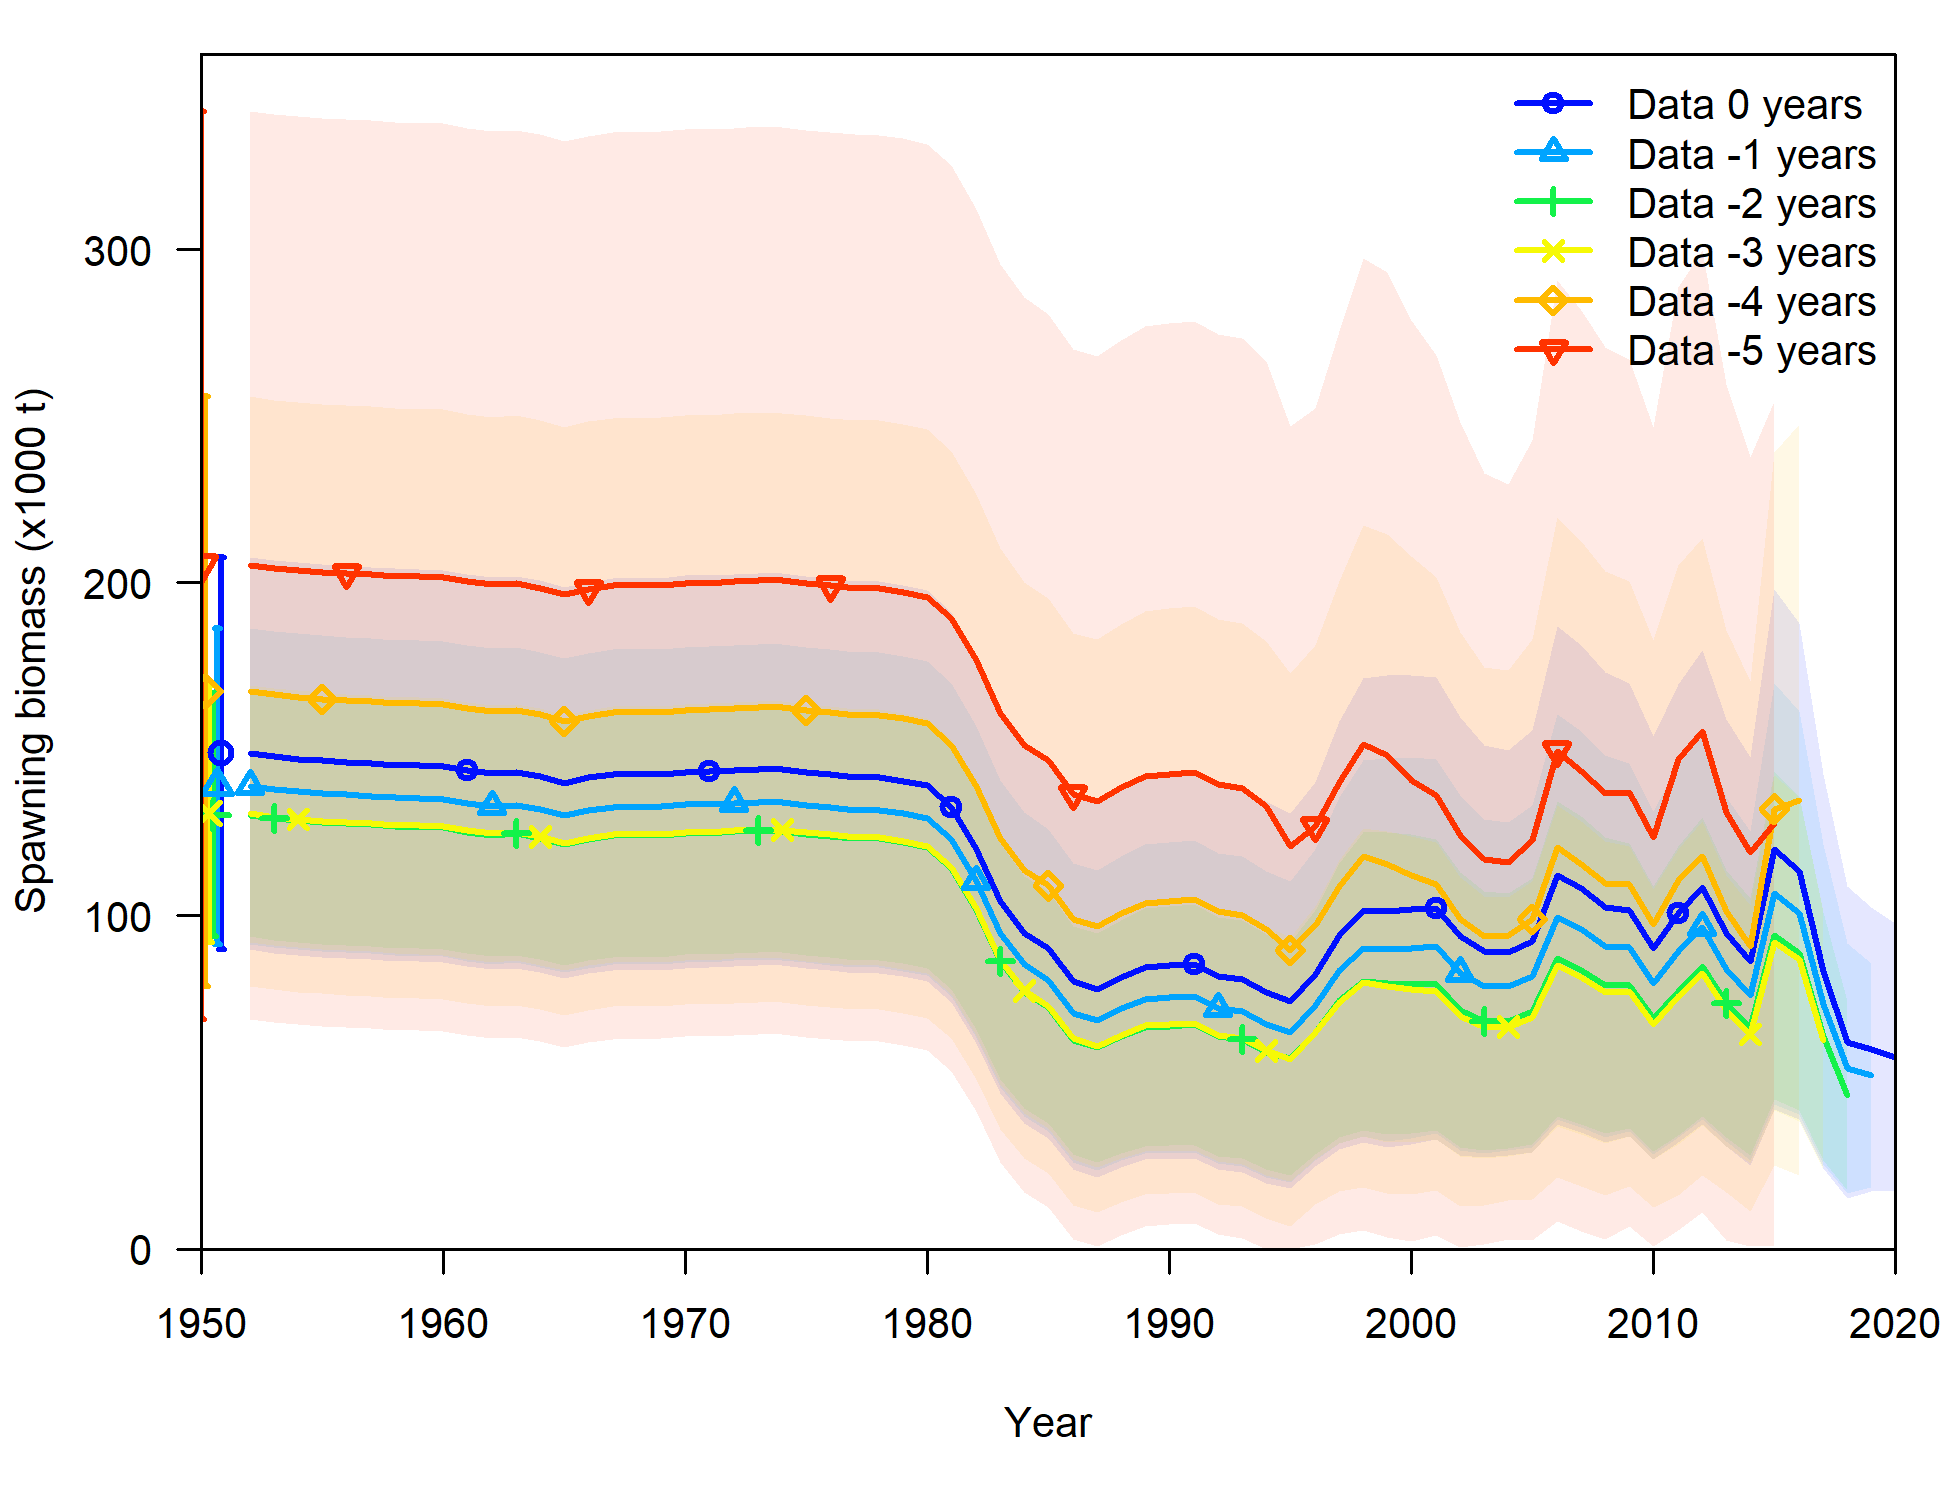 Data 0 years
Data -1 years
Data -2 years
Data -3 years
Data -4 years
Data -5 years
Spawning biomass (x1000 t)
300
200
100
0
1950 1960 1970 1980 1990 2000 2010 2020
Year